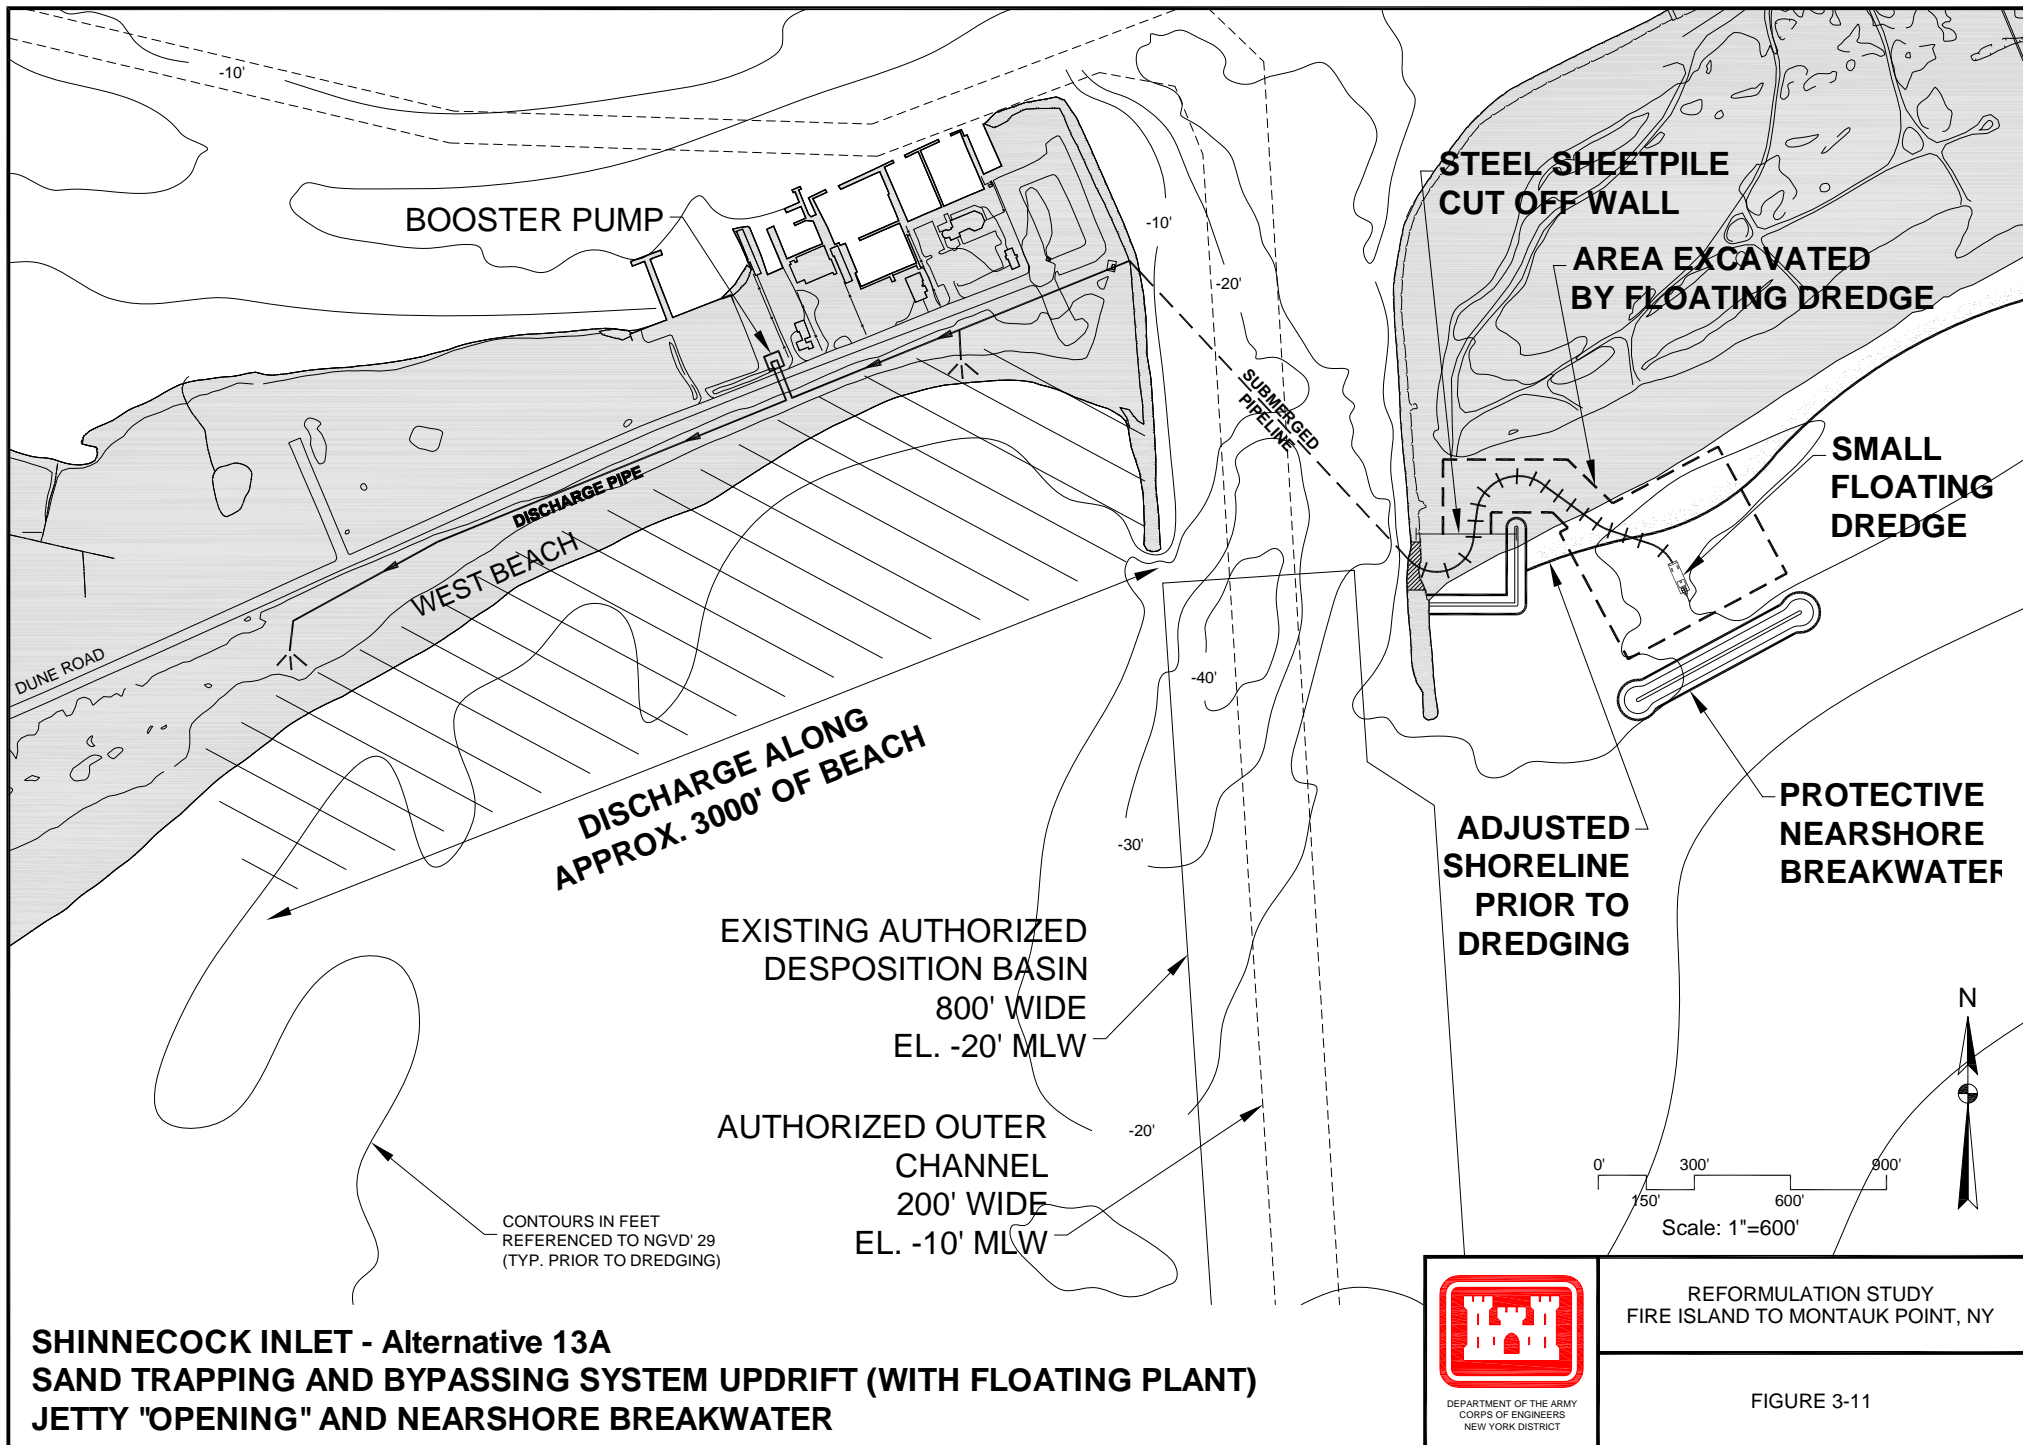 -10'
BOOSTER PUMP
STEEL SHEETPILE
CUT OFF WALL
AREA EXCAVATED
BY FLOATING DREDGE
-10'
-20'
SUBMERGED
PIPELINE
SMALL
FLOATING
DREDGE
DISCHARGE PIPE
WEST BEACH
DUNE ROAD
-40'
DISCHARGE ALONG
APPROX. 3000' OF BEACH
-30'
ADJUSTED
SHORELINE
PRIOR TO
DREDGING
PROTECTIVE
NEARSHORE
BREAKWATER
EXISTING AUTHORIZED
DESPOSITION BASIN
800' WIDE
EL. -20' MLW
AUTHORIZED OUTER
CHANNEL
200' WIDE
EL. -10' MLW
-20'
CONTOURS IN FEET
REFERENCED TO NGVD' 29
(TYP. PRIOR TO DREDGING)
N
0' 300' 900'
150' 600'
Scale: 1"=600'
SHINNECOCK INLET - Alternative 13A
SAND TRAPPING AND BYPASSING SYSTEM UPDRIFT (WITH FLOATING PLANT)
JETTY "OPENING" AND NEARSHORE BREAKWATER
DEPARTMENT OF THE ARMY
CORPS OF ENGINEERS
NEW YORK DISTRICT
REFORMULATION STUDY
FIRE ISLAND TO MONTAUK POINT, NY
FIGURE 3-11